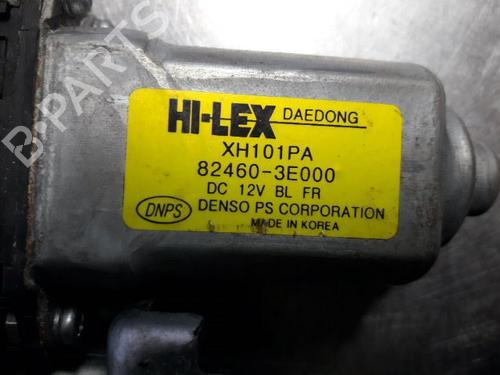 HI-LEX DAEDONG
XH101PA
82460-3E000
DC 12V BL FR
DNPS DENSO PS CORPORATION
MADE IN KOREA
B-PARTS